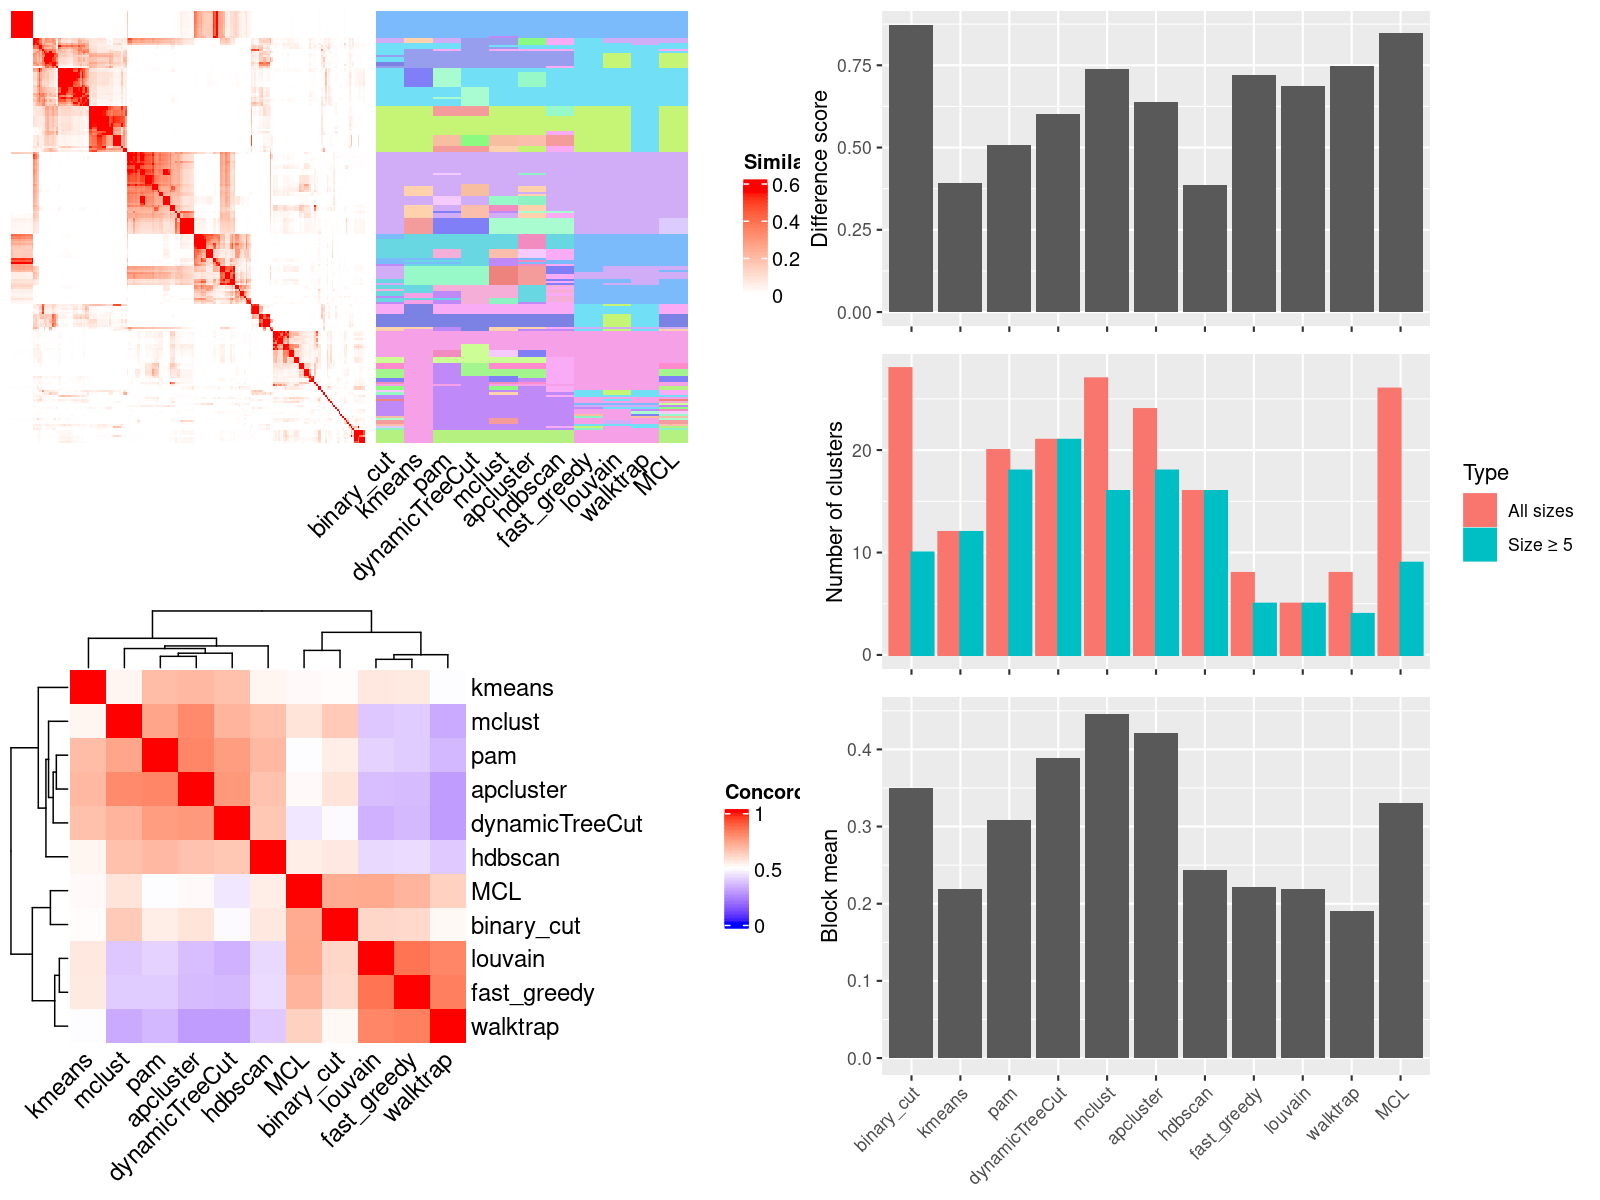 Simila
0.6
0.4
0.2
0
binary_cut
kmeans
pam
dynamicTreeCut
mclust
apcluster
hdbscan
fast_greedy
louvain
walktrap
MCL
kmeans
mclust
pam
apcluster
dynamicTreeCut
hdbscan
MCL
binary_cut
louvain
fast_greedy
walktrap
kmeans
mclust
pam
apcluster
dynamicTreeCut
hdbscan
MCL
binary_cut
louvain
fast_greedy
walktrap
Concord
1
0.5
0
Difference score
0.75
0.50
0.25
0.00
Number of clusters
20
10
0
Type
All sizes
Size ≥ 5
Block mean
0.4
0.3
0.2
0.1
0.0
binary_cut
kmeans
pam
dynamicTreeCut
mclust
apcluster
hdbscan
fast_greedy
louvain
walktrap
MCL